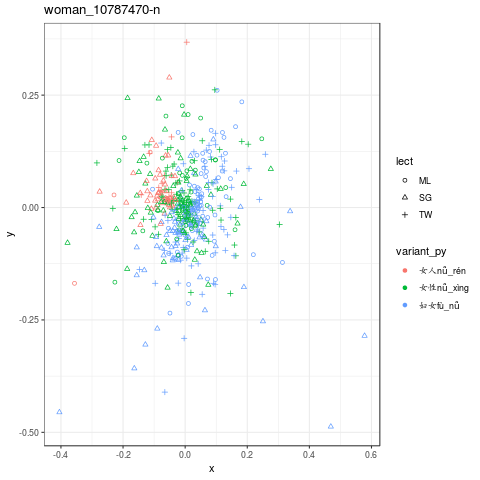 woman_10787470-n
0.25
0.00
-0.25
-0.50
-0.4
-0.2
0.0
0.2
0.4
0.6
x
y
lect
ML
SG
TW
variant_py
女人nǚ_rén
女性nǚ_xìng
妇女fù_nǚ